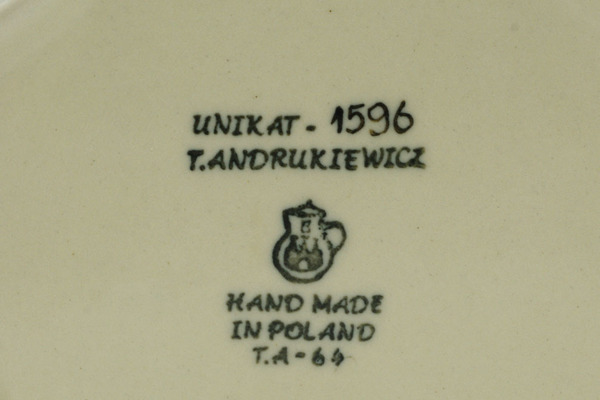 UNIKAT - 1596
T. ANDRUKIEWICZ
HAND MADE
IN POLAND
T.A-64